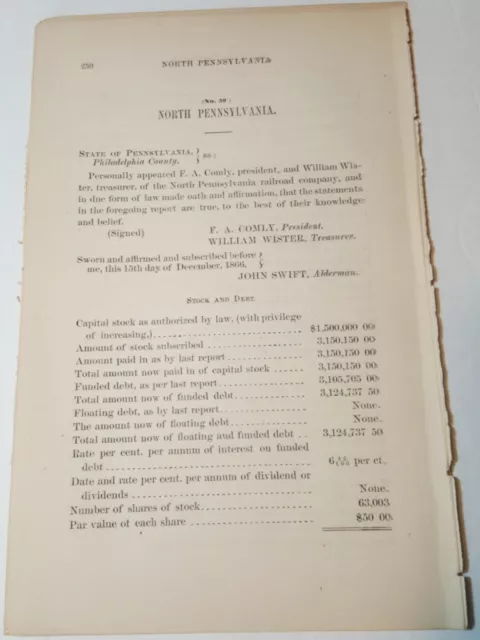 250 NORTH PENNSYLVANIA
(No. 39.)
NORTH PENNSYLVANIA.
STATE OF PENNSYLVANIA, } ss:
Philadelphia County. }
Personally appeared F. A. Comly, president, and William Wis-
ter, treasurer, of the North Pennsylvania railroad company, and
in due form of law made oath and affirmation, that the statements
in the foregoing report are true, to the best of their knowledge
and belief.
(Signed) F. A. COMLY, President.
WILLIAM WISTER, Treasurer.
Sworn and affirmed and subscribed before }
me, this 15th day of December, 1866. }
JOHN SWIFT, Alderman.
STOCK AND DEBT.
Capital stock as authorized by law, (with privilege
of increasing,) $1,500,000 00
Amount of stock subscribed 3,150,150 00
Amount paid in as by last report 3,150,150 00
Total amount now paid in of capital stock 3,150,150 00
Funded debt, as per last report 3,105,705 00
Total amount now of funded debt 3,124,737 50
Floating debt, as by last report None.
The amount now of floating debt None.
Total amount now of floating and funded debt 3,124,737 50
Rate per cent. per annum of interest on funded
debt 6 per ct.
Date and rate per cent. per annum of dividend or
dividends None.
Number of shares of stock 63,003
Par value of each share $50 00